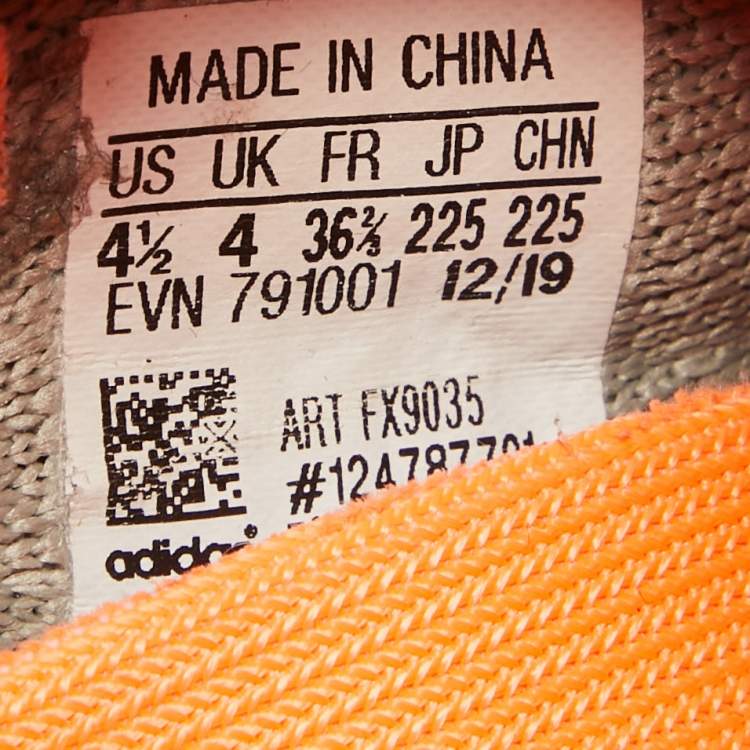 MADE IN CHINA
US UK FR JP CHN
4½ 4 36⅔ 225 225
EVN 791001 12/19
ART FX9035
#124787701
adidas®